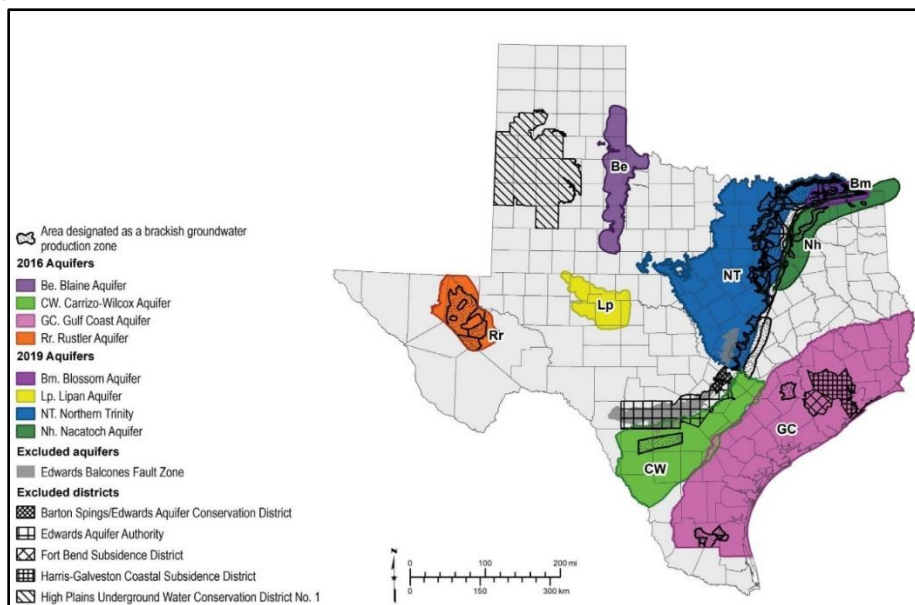 Area designated as a brackish groundwater
production zone
2016 Aquifers
Be. Blaine Aquifer
CW. Carrizo-Wilcox Aquifer
GC. Gulf Coast Aquifer
Rr. Rustler Aquifer
2019 Aquifers
Bm. Blossom Aquifer
Lp. Lipan Aquifer
NT. Northern Trinity
Nh. Nacatoch Aquifer
Excluded aquifers
Edwards Balcones Fault Zone
Excluded districts
Barton Spings/Edwards Aquifer Conservation District
Edwards Aquifer Authority
Fort Bend Subsidence District
Harris-Galveston Coastal Subsidence District
High Plains Underground Water Conservation District No. 1
Be
Bm
Nh
NT
Lp
Rr
GC
CW
N
0 100 200 mi
0 150 300 km